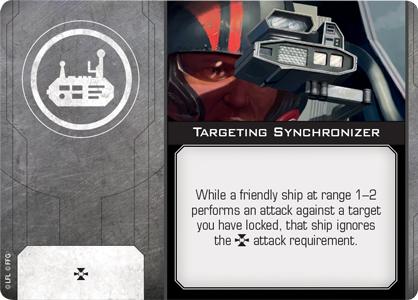 TARGETING SYNCHRONIZER
While a friendly ship at range 1–2
performs an attack against a target
you have locked, that ship ignores
the attack requirement.
© LFL © FFG